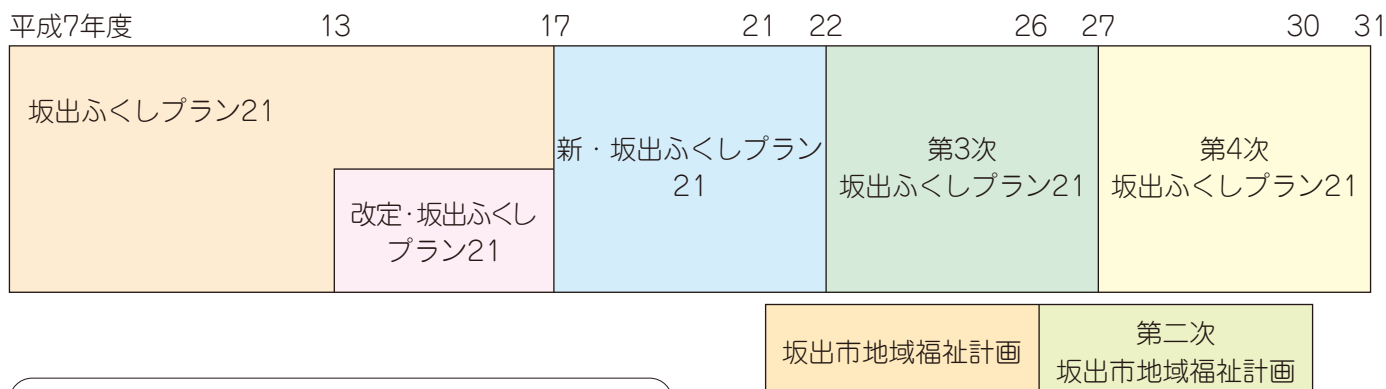 平成7年度 13 17 21 22 26 27 30 31
坂出ふくしプラン21
改定・坂出ふくし
プラン21
新・坂出ふくしプラン
21
第3次
坂出ふくしプラン21
第4次
坂出ふくしプラン21
坂出市地域福祉計画
第二次
坂出市地域福祉計画